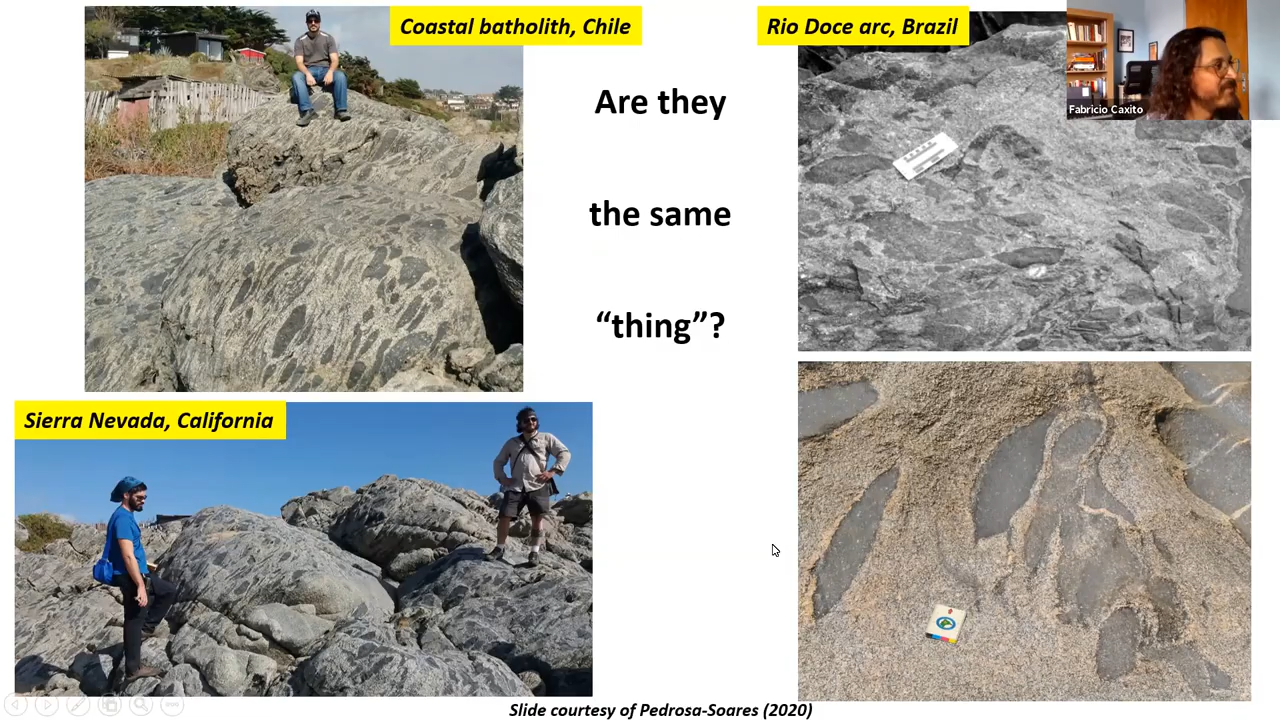 Coastal batholith, Chile
Rio Doce arc, Brazil
Fabricio Caxito
Are they
the same
“thing”?
Sierra Nevada, California
Slide courtesy of Pedrosa-Soares (2020)